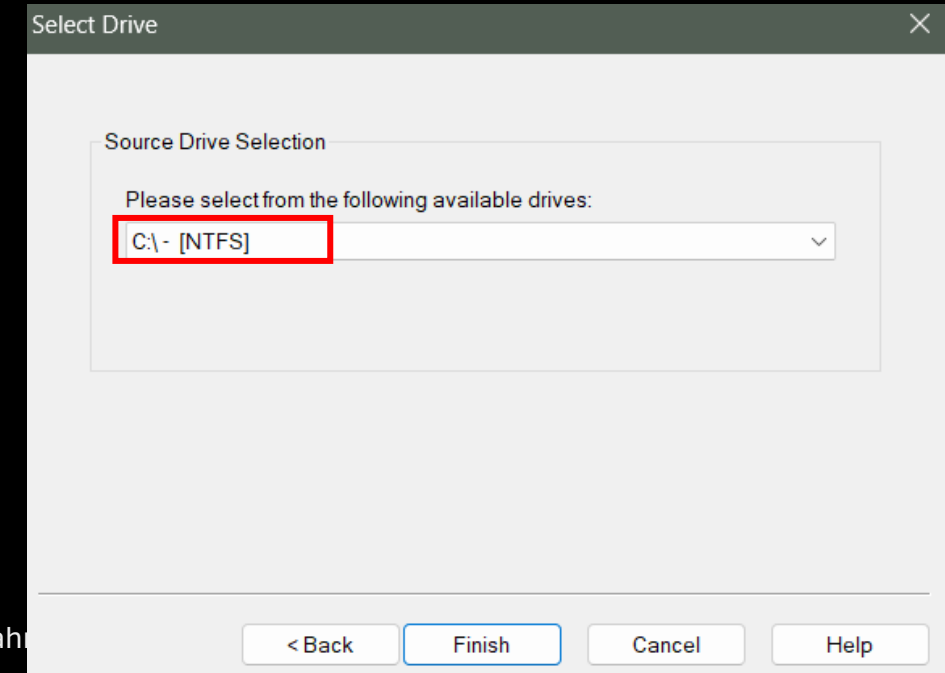 Select Drive
Source Drive Selection
Please select from the following available drives:
C:\ - [NTFS]
< Back Finish Cancel Help